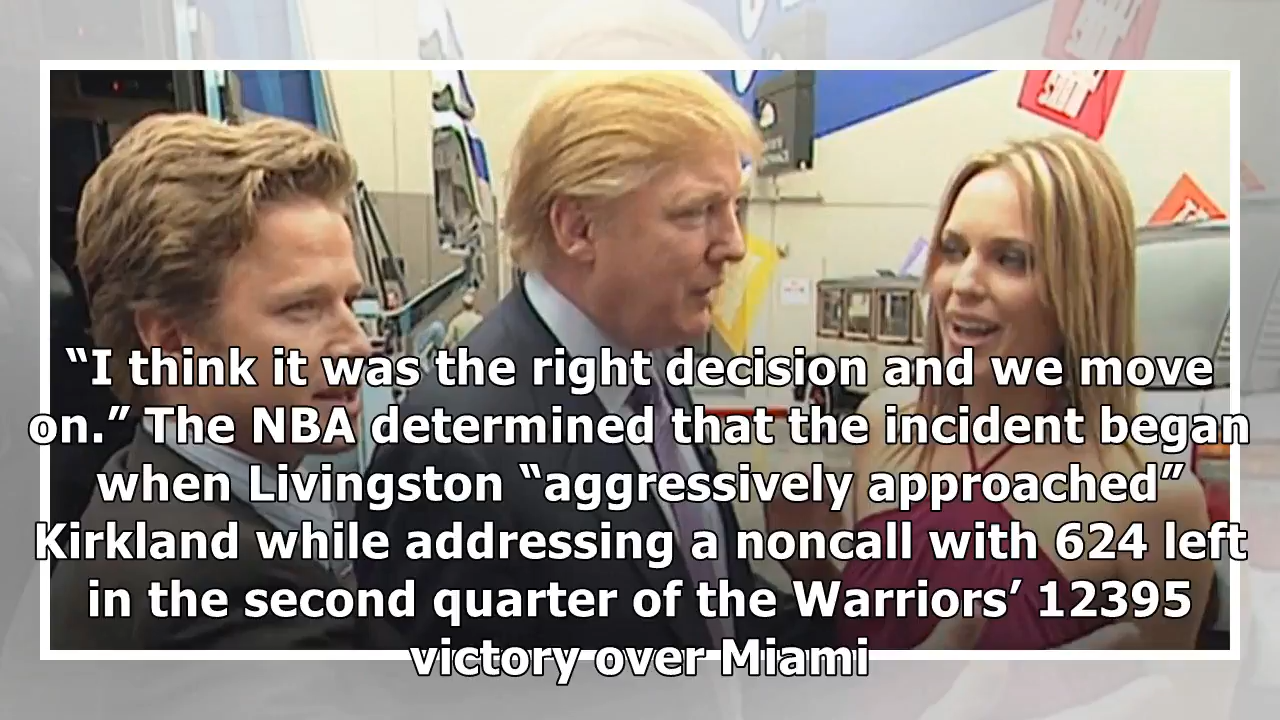 “I think it was the right decision and we move
on.” The NBA determined that the incident began
when Livingston “aggressively approached”
Kirkland while addressing a noncall with 624 left
in the second quarter of the Warriors’ 12395
victory over Miami